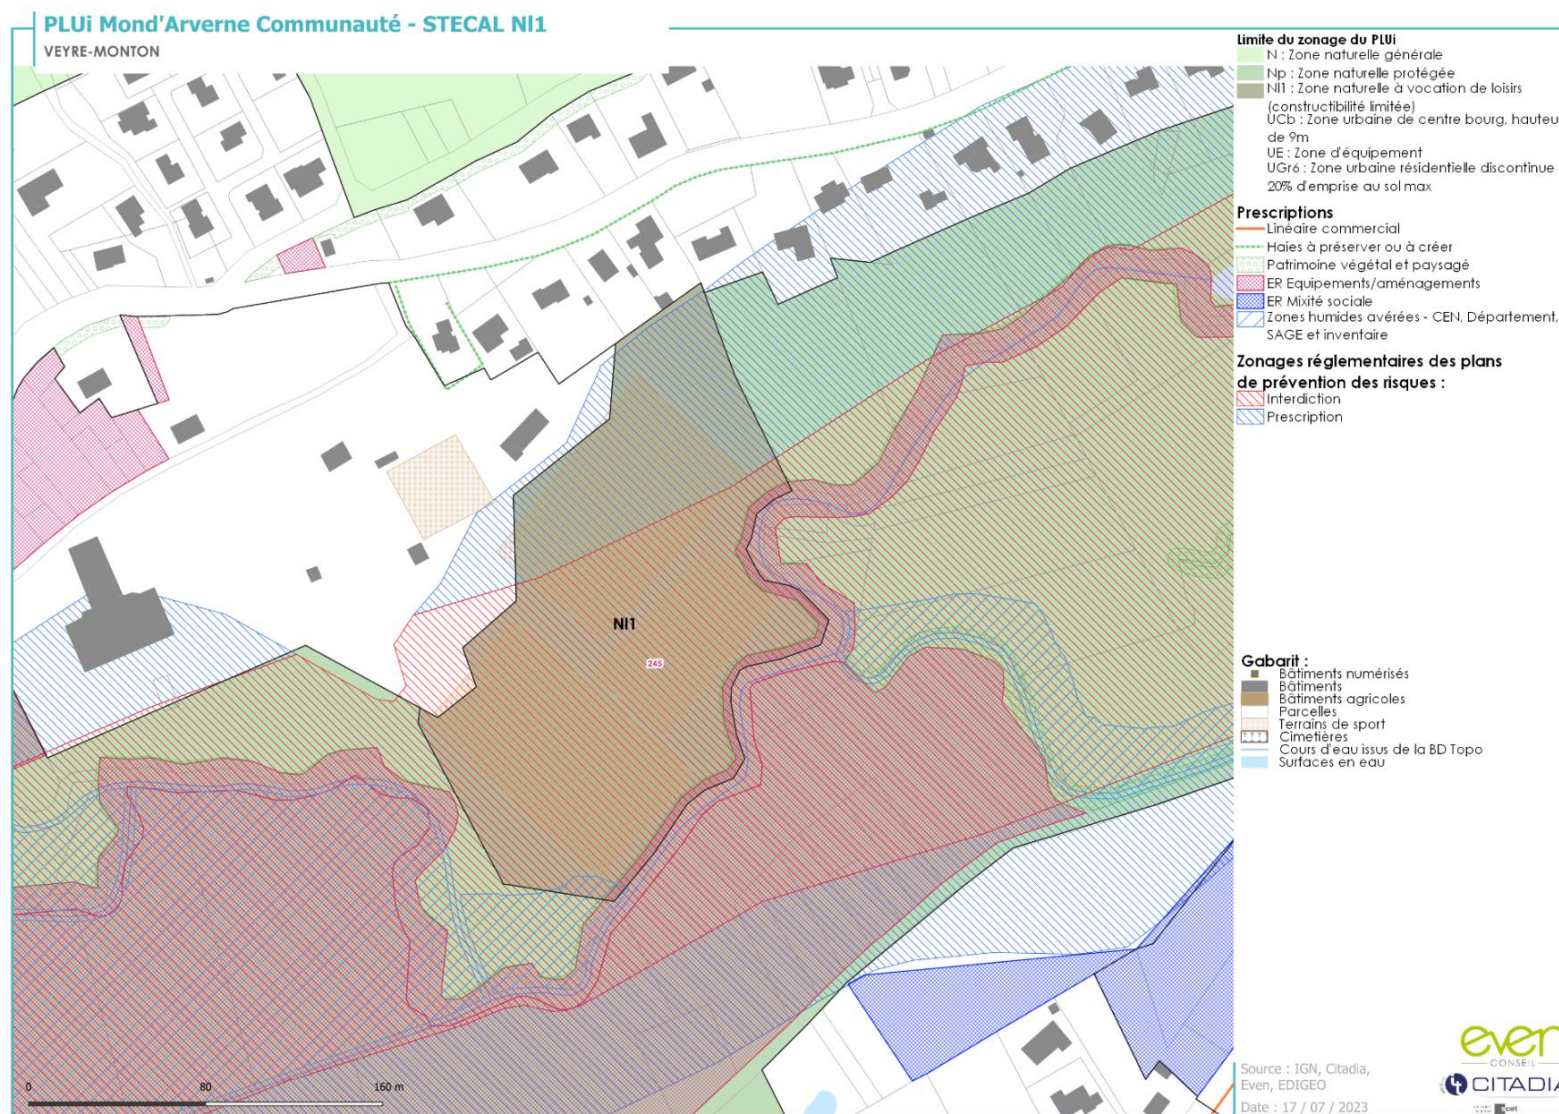 PLUi Mond'Arverne Communauté - STECAL Nl1
VEYRE-MONTON
Limite du zonage du PLUi
N : Zone naturelle générale
Np : Zone naturelle protégée
Nl1 : Zone naturelle à vocation de loisirs
(constructibilité limitée)
UCb : Zone urbaine de centre bourg, hauteu
de 9m
UE : Zone d'équipement
UGr6 : Zone urbaine résidentielle discontinue
20% d'emprise au sol max
Prescriptions
Linéaire commercial
Haies à préserver ou à créer
Patrimoine végétal et paysagé
ER Equipements/aménagements
ER Mixité sociale
Zones humides avérées - CEN, Département,
SAGE et inventaire
Zonages réglementaires des plans
de prévention des risques :
Interdiction
Prescription
Nl1
245
Gabarit :
Bâtiments numérisés
Bâtiments
Bâtiments agricoles
Parcelles
Terrains de sport
Cimetières
Cours d'eau issus de la BD Topo
Surfaces en eau
0 80 160 m
Source : IGN, Citadia,
Even, EDIGEO
Date : 17 / 07 / 2023
even
CONSEIL
CITADIA